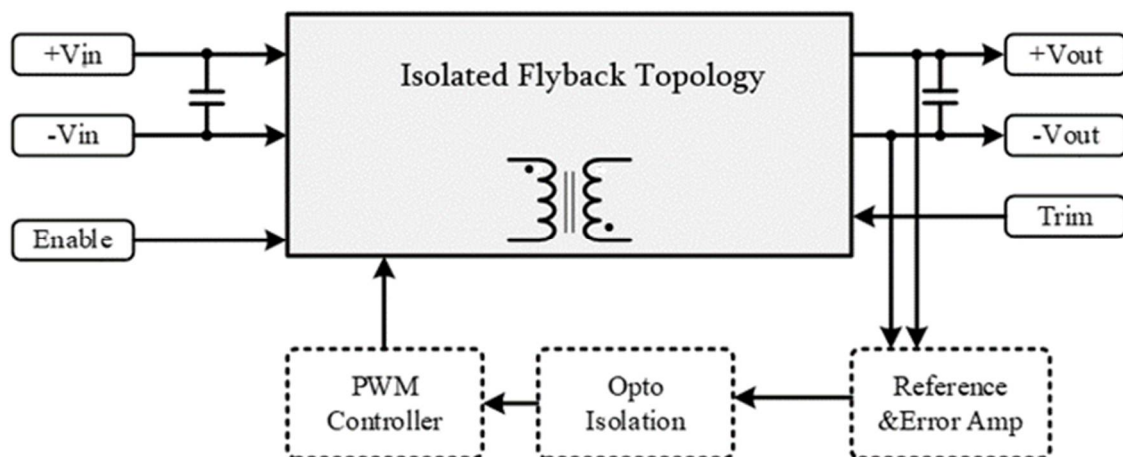 +Vin
Isolated Flyback Topology
+Vout
-Vin
-Vout
Enable
Trim
PWM
Controller
Opto
Isolation
Reference
&Error Amp